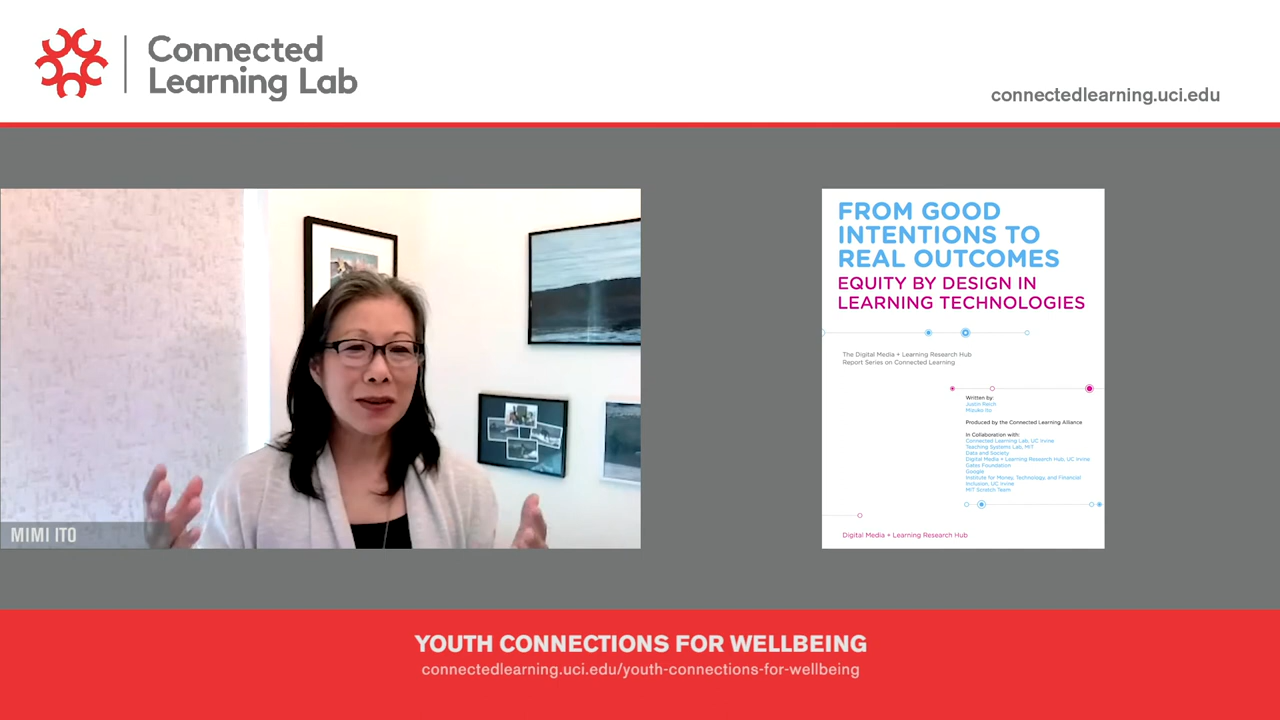 Connected
Learning Lab
connectedlearning.uci.edu
MIMI ITO
FROM GOOD
INTENTIONS TO
REAL OUTCOMES
EQUITY BY DESIGN IN
LEARNING TECHNOLOGIES
The Digital Media + Learning Research Hub
Report Series on Connected Learning
Written by:
Justin Reich
Mizuko Ito
Produced by the Connected Learning Alliance
In Collaboration with:
Connected Learning Lab, UC Irvine
Teaching Systems Lab, MIT
Data and Society
Digital Media + Learning Research Hub, UC Irvine
Gates Foundation
Google
Institute for Money, Technology, and Financial
Inclusion, UC Irvine
MIT Scratch Team
Digital Media + Learning Research Hub
YOUTH CONNECTIONS FOR WELLBEING
connectedlearning.uci.edu/youth-connections-for-wellbeing